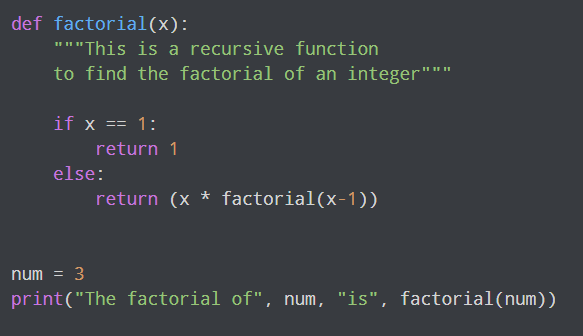 def factorial(x):
    """This is a recursive function
    to find the factorial of an integer"""

    if x == 1:
        return 1
    else:
        return (x * factorial(x-1))


num = 3
print("The factorial of", num, "is", factorial(num))